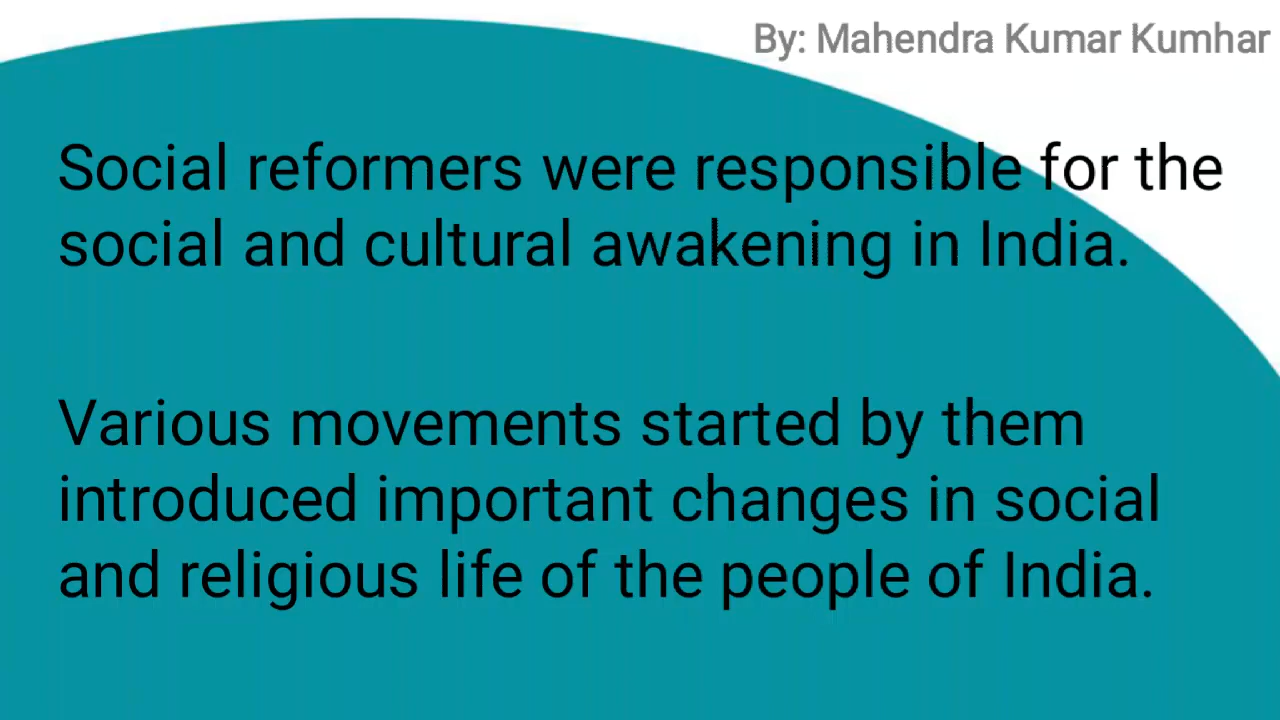 By: Mahendra Kumar Kumhar
Social reformers were responsible for the
social and cultural awakening in India.
Various movements started by them
introduced important changes in social
and religious life of the people of India.